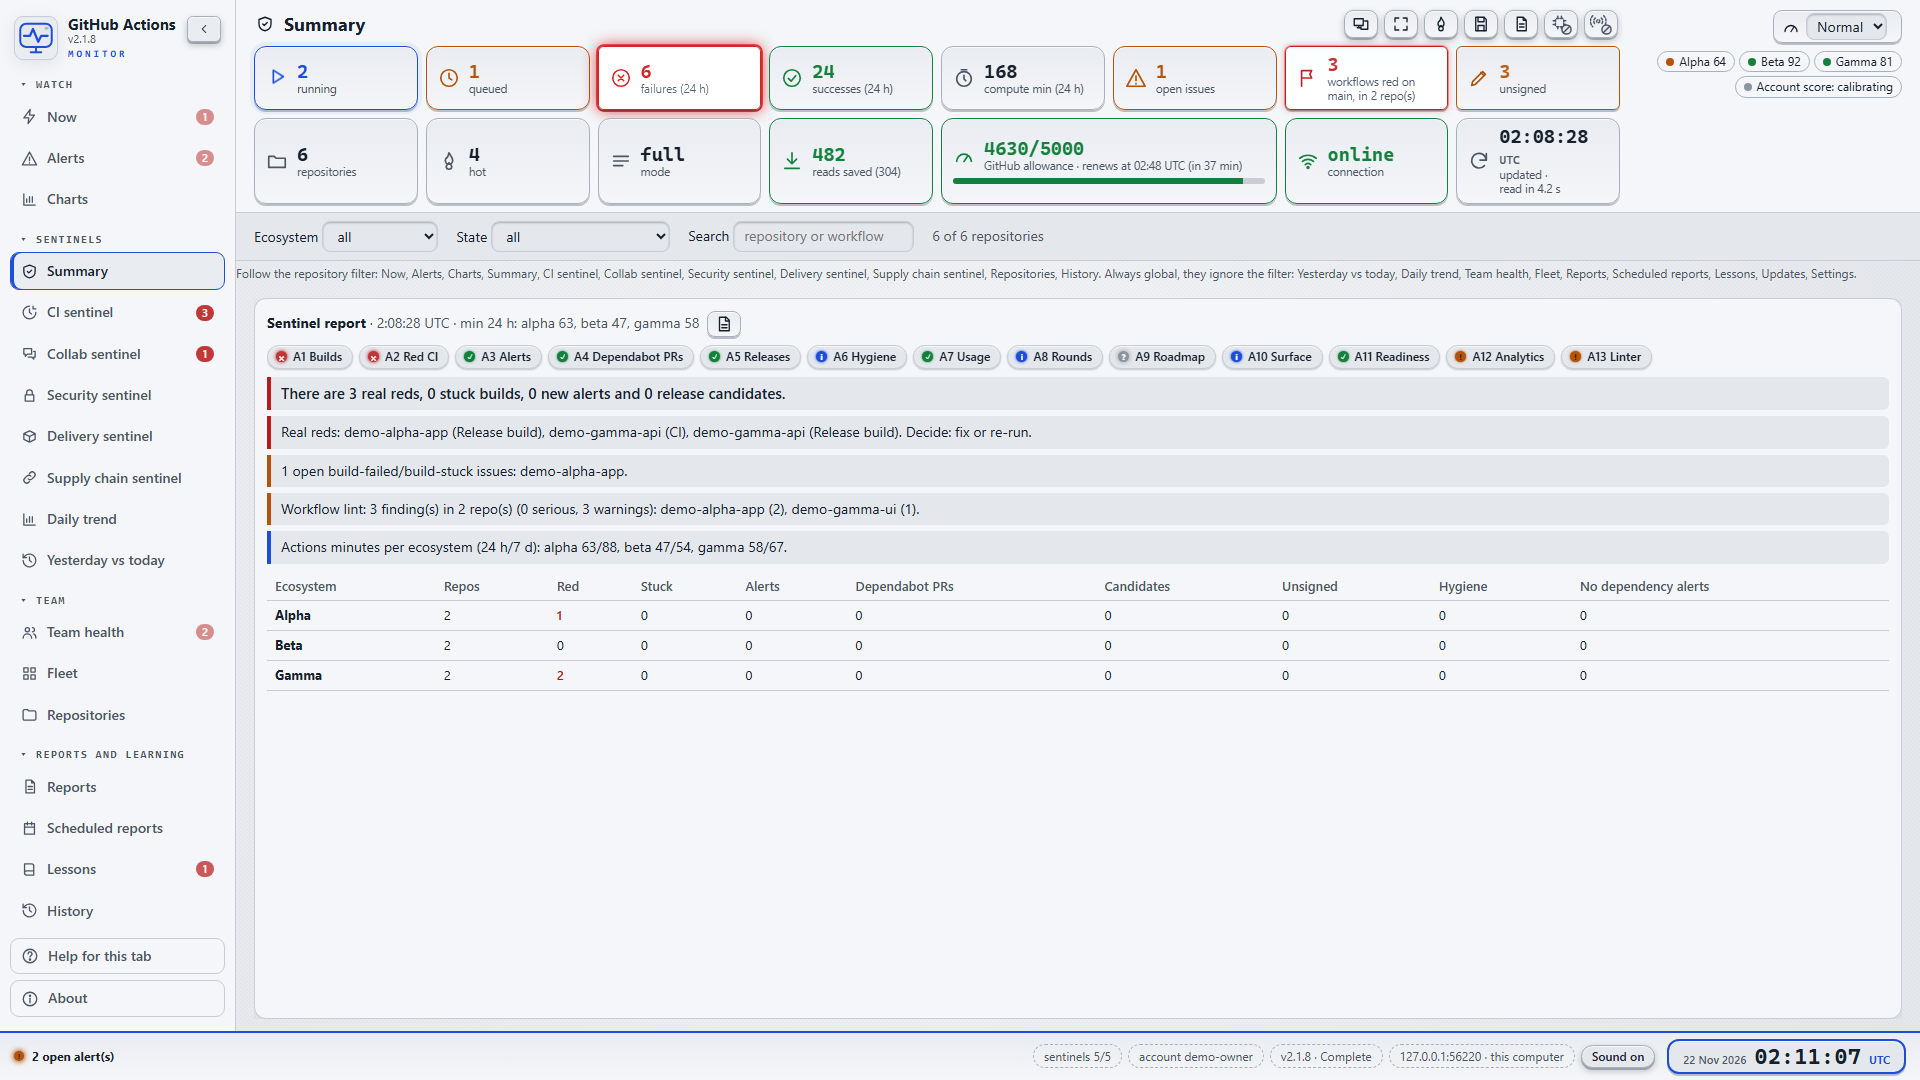 GitHub Actions
v2.1.8
MONITOR
WATCH
Now 1
Alerts 2
Charts
SENTINELS
Summary
CI sentinel 3
Collab sentinel 1
Security sentinel
Delivery sentinel
Supply chain sentinel
Daily trend
Yesterday vs today
TEAM
Team health 2
Fleet
Repositories
REPORTS AND LEARNING
Reports
Scheduled reports
Lessons 1
History
Help for this tab
About
Summary
Normal
2
running
1
queued
6
failures (24 h)
24
successes (24 h)
168
compute min (24 h)
1
open issues
3
workflows red on
main, in 2 repo(s)
3
unsigned
Alpha 64 Beta 92 Gamma 81
Account score: calibrating
6
repositories
4
hot
full
mode
482
reads saved (304)
4630/5000
GitHub allowance · renews at 02:48 UTC (in 37 min)
online
connection
02:08:28
UTC
updated ·
read in 4.2 s
Ecosystem all State all Search repository or workflow 6 of 6 repositories
Follow the repository filter: Now, Alerts, Charts, Summary, CI sentinel, Collab sentinel, Security sentinel, Delivery sentinel, Supply chain sentinel, Repositories, History. Always global, they ignore the filter: Yesterday vs today, Daily trend, Team health, Fleet, Reports, Scheduled reports, Lessons, Updates, Settings.
Sentinel report · 2:08:28 UTC · min 24 h: alpha 63, beta 47, gamma 58
A1 Builds A2 Red CI A3 Alerts A4 Dependabot PRs A5 Releases A6 Hygiene A7 Usage A8 Rounds A9 Roadmap A10 Surface A11 Readiness A12 Analytics A13 Linter
There are 3 real reds, 0 stuck builds, 0 new alerts and 0 release candidates.
Real reds: demo-alpha-app (Release build), demo-gamma-api (CI), demo-gamma-api (Release build). Decide: fix or re-run.
1 open build-failed/build-stuck issues: demo-alpha-app.
Workflow lint: 3 finding(s) in 2 repo(s) (0 serious, 3 warnings): demo-alpha-app (2), demo-gamma-ui (1).
Actions minutes per ecosystem (24 h/7 d): alpha 63/88, beta 47/54, gamma 58/67.
Ecosystem Repos Red Stuck Alerts Dependabot PRs Candidates Unsigned Hygiene No dependency alerts
Alpha 2 1 0 0 0 0 0 0 0
Beta 2 0 0 0 0 0 0 0 0
Gamma 2 2 0 0 0 0 0 0 0
2 open alert(s)
sentinels 5/5
account demo-owner
v2.1.8 · Complete
127.0.0.1:56220 · this computer
Sound on
22 Nov 2026 02:11:07 UTC